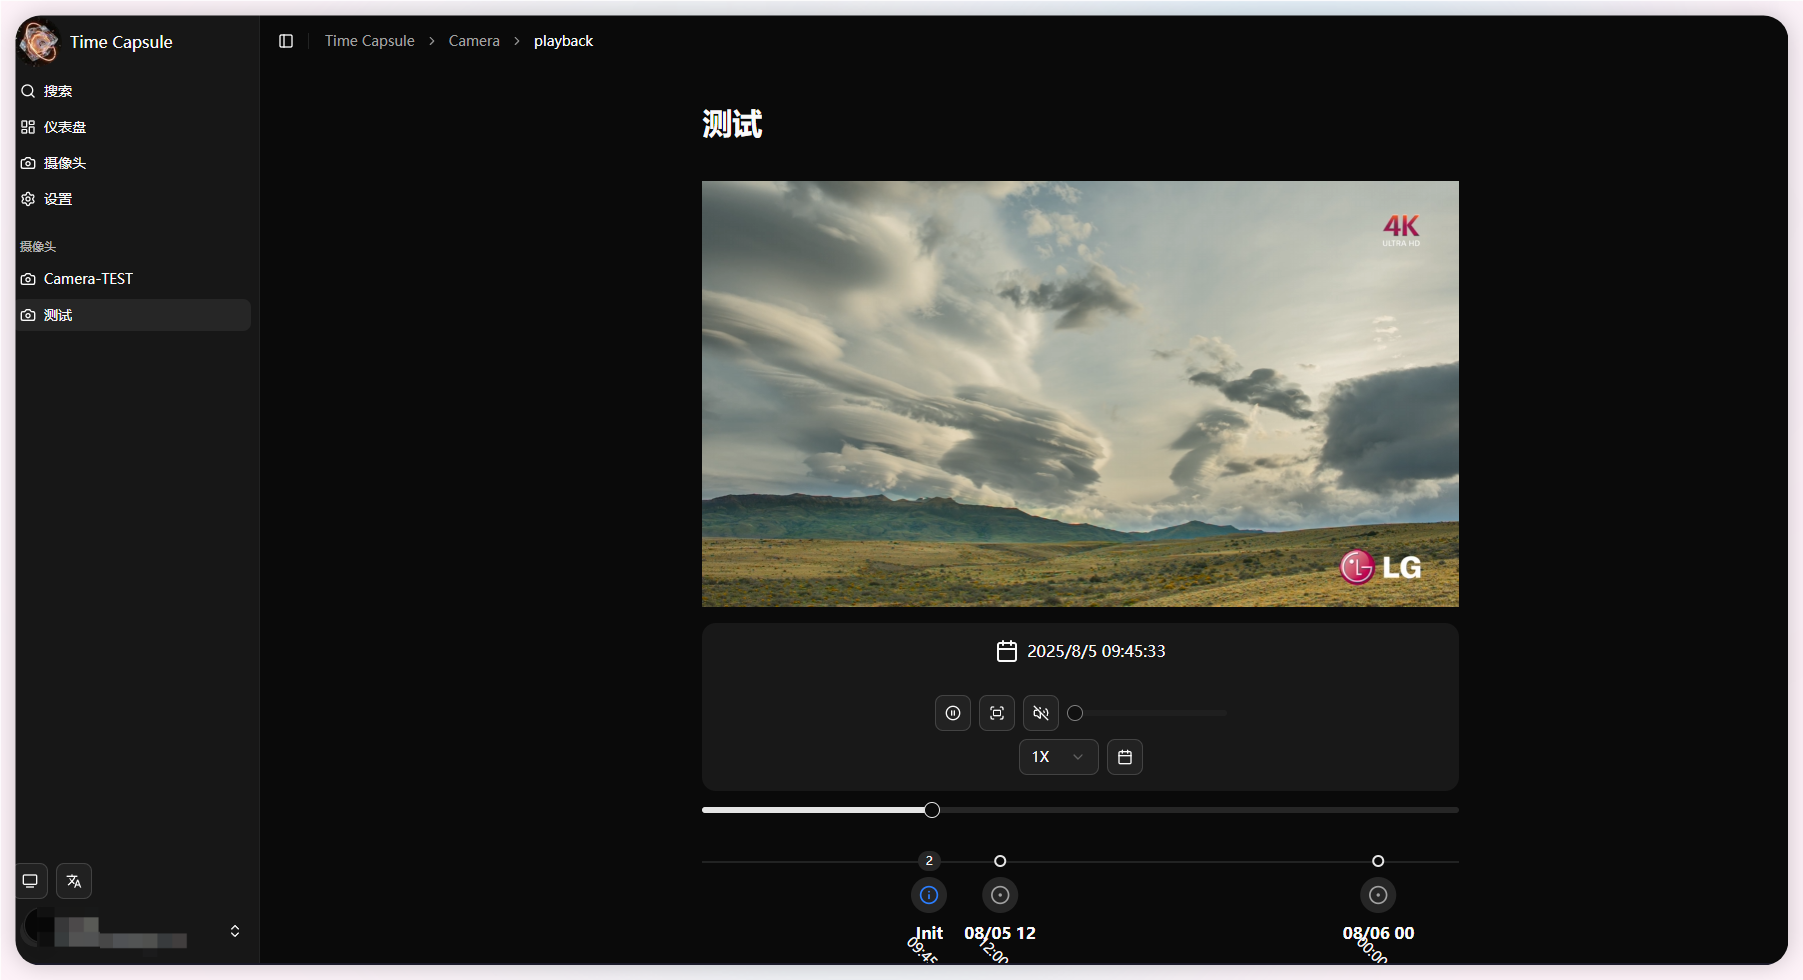 Time Capsule
搜索
仪表盘
摄像头
设置
摄像头
Camera-TEST
测试
Time Capsule > Camera > playback
测试
4K
ULTRA HD
LG
2025/8/5 09:45:33
1X
2
Init
08/05 12
08/06 00
09:45
12:00
00:00